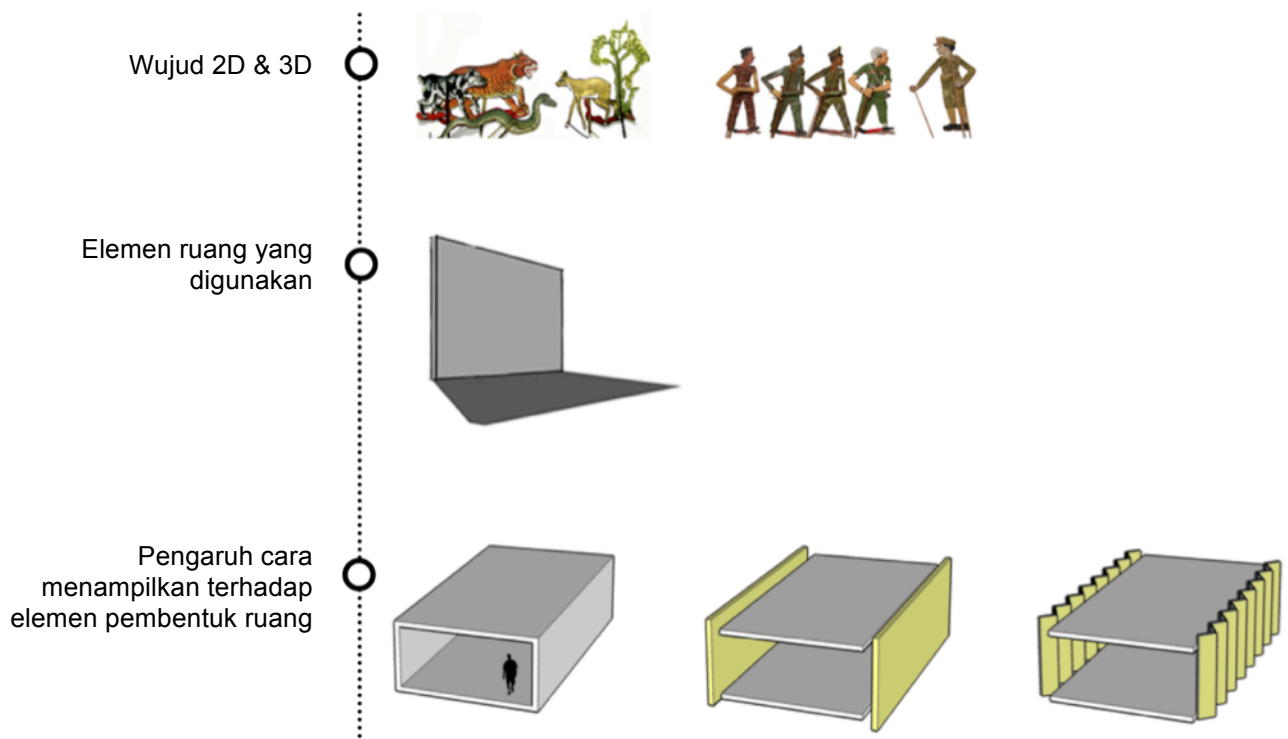 Wujud 2D & 3D
Elemen ruang yang
digunakan
Pengaruh cara
menampilkan terhadap
elemen pembentuk ruang